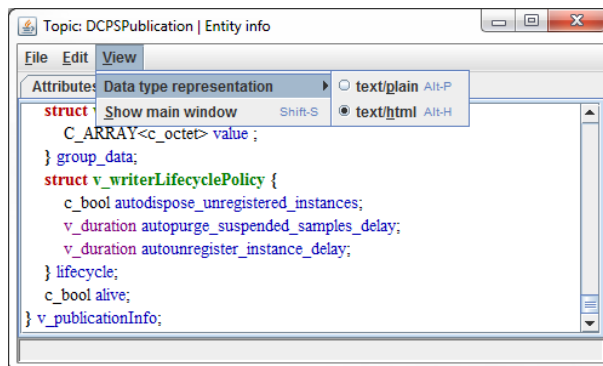 Topic: DCPSPublication | Entity info
File Edit View
Attributes
Data type representation
text/plain Alt-P
Show main window Shift-S
text/html Alt-H
struct
C_ARRAY<c_octet> value ;
} group_data;
struct v_writerLifecyclePolicy {
c_bool autodispose_unregistered_instances;
v_duration autopurge_suspended_samples_delay;
v_duration autounregister_instance_delay;
} lifecycle;
c_bool alive;
} v_publicationInfo;